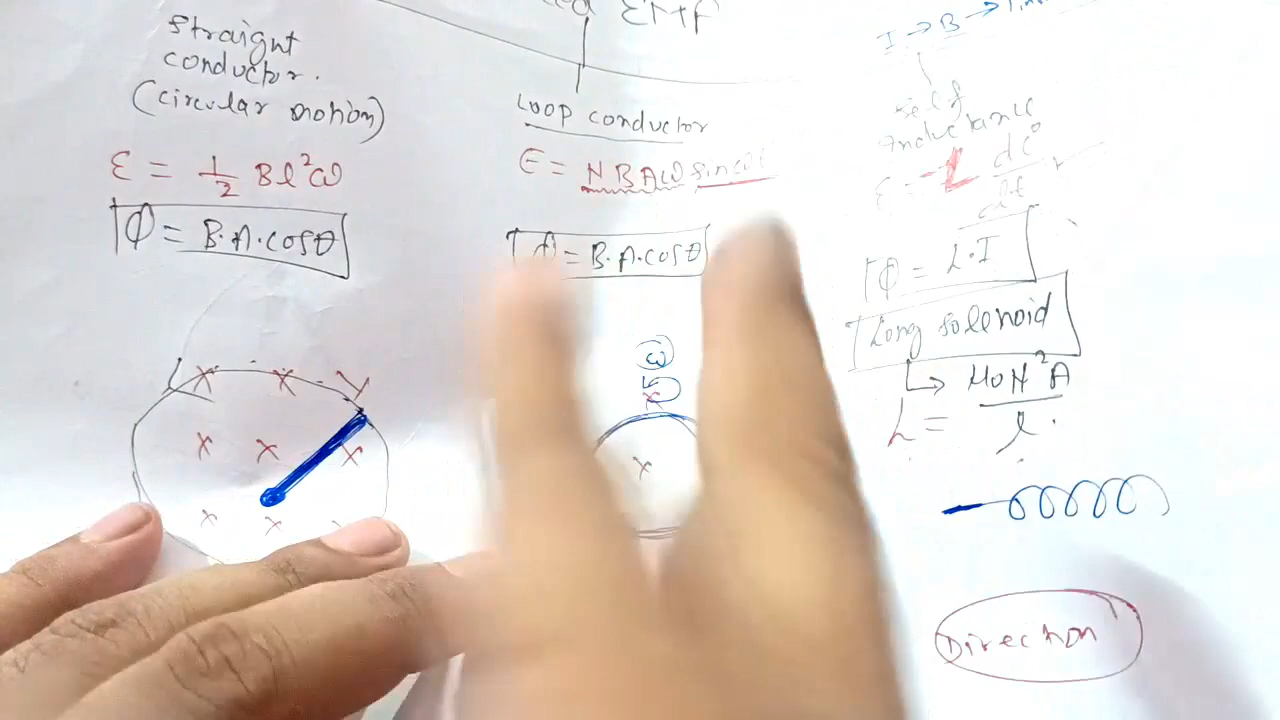 EMF
I → B →
Straight
conductor.
(circular motion)
ε = 1/2 Bl²ω
φ = B·A·cosθ
Loop conductor
E = NBAω sinωt
φ = B·A·cosθ
ω
self
inductance
ε = -L di/dt
φ = L·I
Long solenoid
L = μ₀N²A/l.
Direction